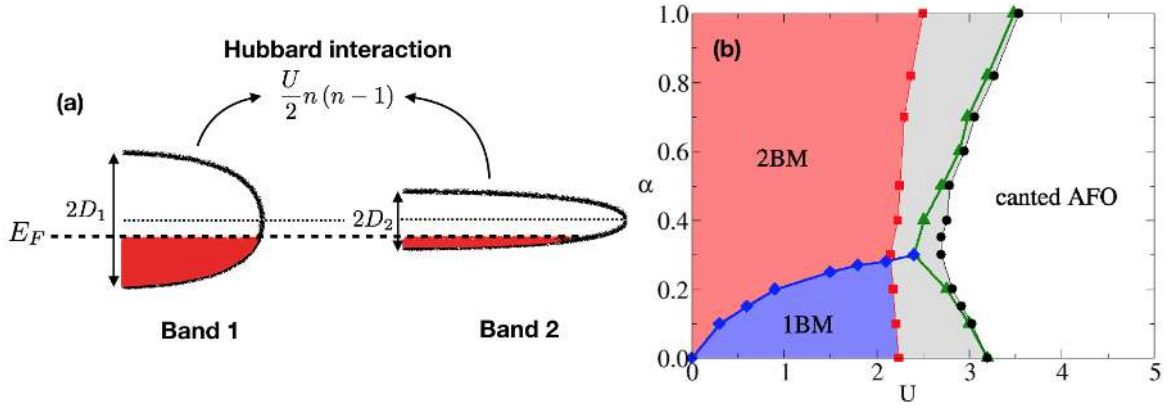 (a)
Hubbard interaction
U/2 n (n − 1)
2D₁
2D₂
E_F
Band 1
Band 2
(b)
1.0
0.8
0.6
α
0.4
0.2
0.0
2BM
1BM
canted AFO
0 1 2 3 4 5
U